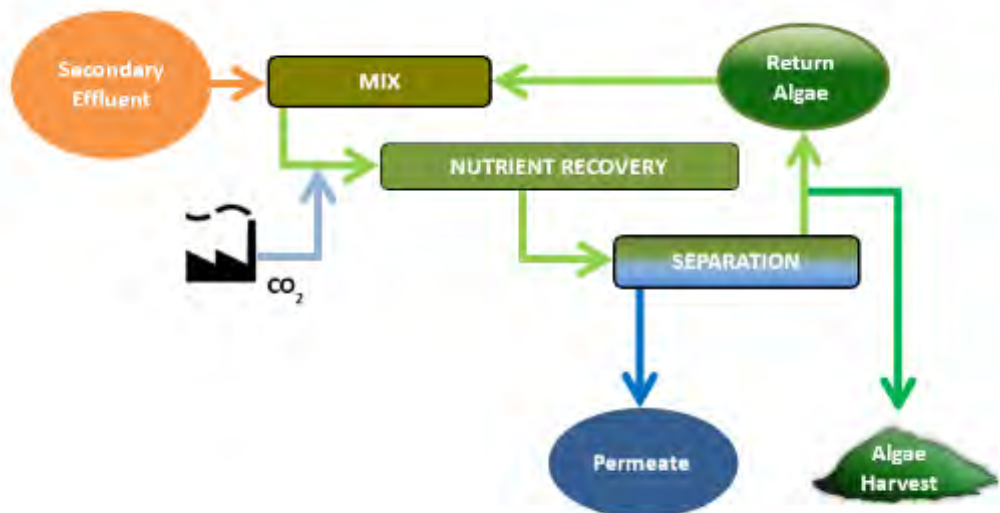 Secondary
Effluent
MIX
Return
Algae
NUTRIENT RECOVERY
SEPARATION
CO₂
Permeate
Algae
Harvest